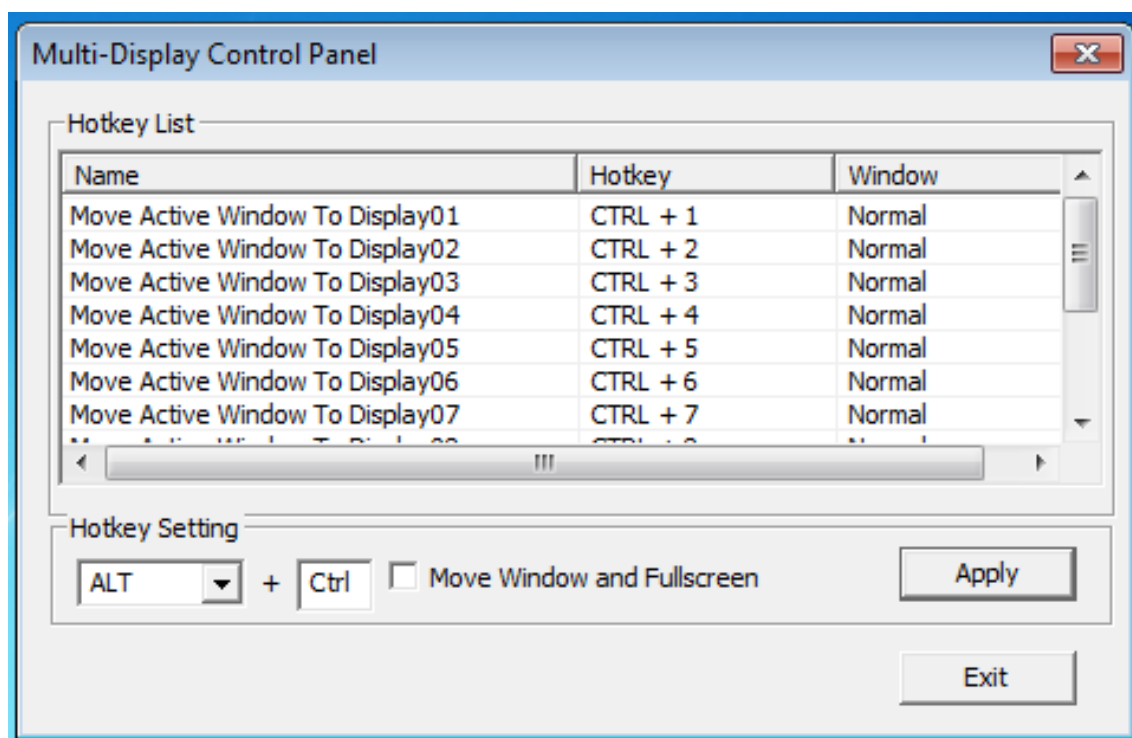 Multi-Display Control Panel
Hotkey List
Name Hotkey Window
Move Active Window To Display01 CTRL + 1 Normal
Move Active Window To Display02 CTRL + 2 Normal
Move Active Window To Display03 CTRL + 3 Normal
Move Active Window To Display04 CTRL + 4 Normal
Move Active Window To Display05 CTRL + 5 Normal
Move Active Window To Display06 CTRL + 6 Normal
Move Active Window To Display07 CTRL + 7 Normal
Hotkey Setting
ALT + Ctrl Move Window and Fullscreen Apply
Exit